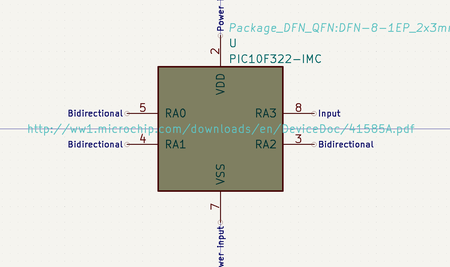 Power I
Package_DFN_QFN:DFN-8-1EP_2x3m
U
PIC10F322-IMC
2
VDD
Bidirectional 5 RA0 RA3 8 Input
http://ww1.microchip.com/downloads/en/DeviceDoc/41585A.pdf
Bidirectional 4 RA1 RA2 3 Bidirectional
VSS
7
wer Input